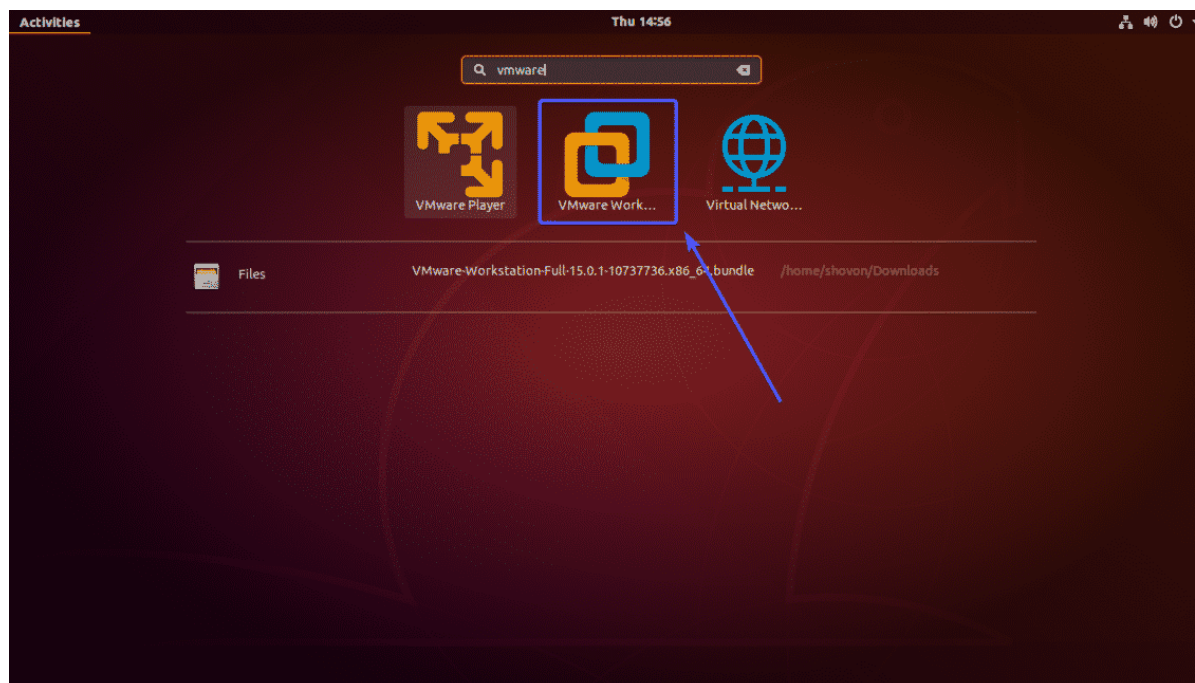 Activities
Thu 14:56
vmware
VMware Player
VMware Work...
Virtual Netwo...
Files
VMware-Workstation-Full-15.0.1-10737736.x86_64.bundle
/home/shovon/Downloads